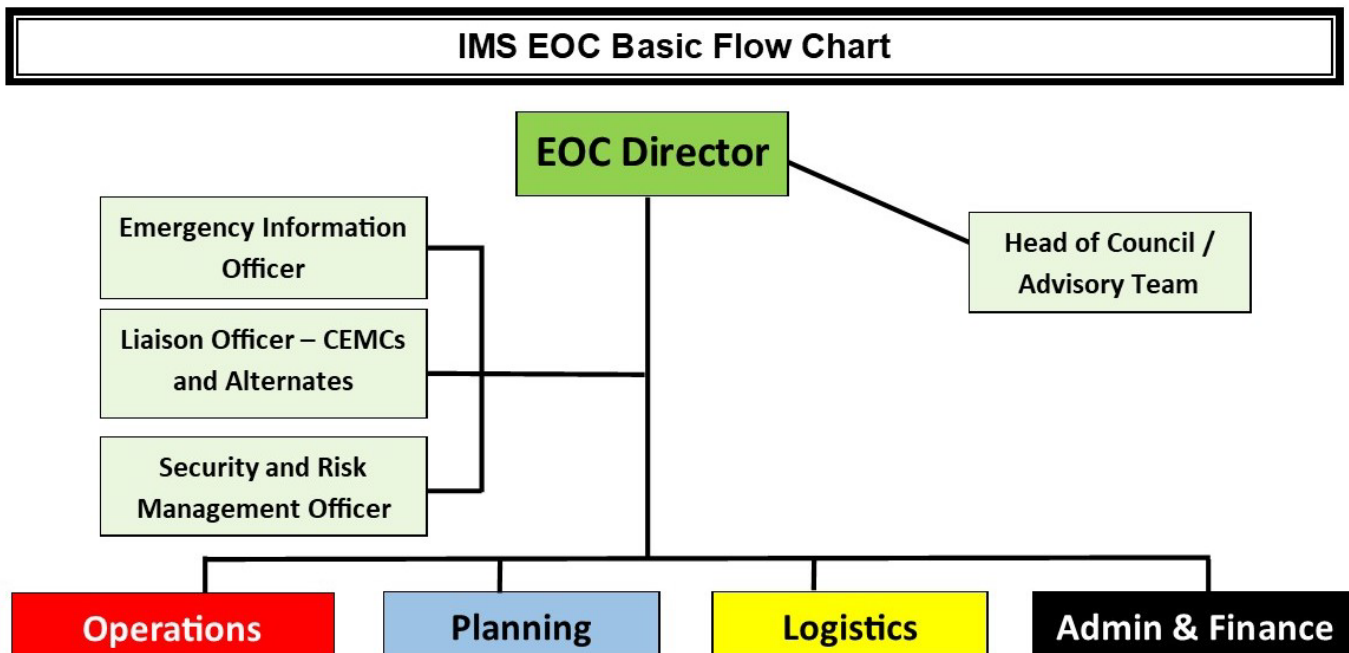 IMS EOC Basic Flow Chart
EOC Director
Emergency Information
Officer
Head of Council /
Advisory Team
Liaison Officer – CEMCs
and Alternates
Security and Risk
Management Officer
Operations
Planning
Logistics
Admin & Finance